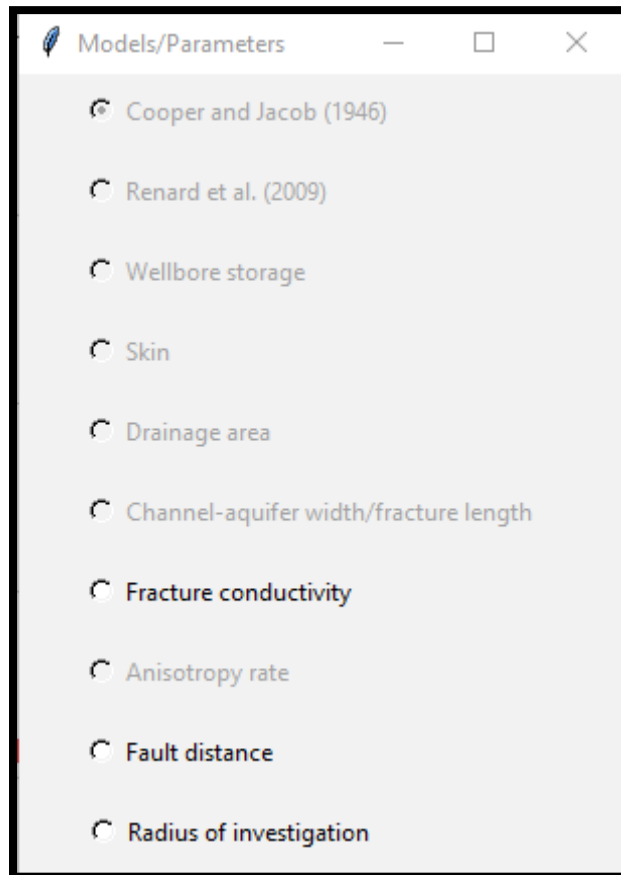 Models/Parameters
Cooper and Jacob (1946)
Renard et al. (2009)
Wellbore storage
Skin
Drainage area
Channel-aquifer width/fracture length
Fracture conductivity
Anisotropy rate
Fault distance
Radius of investigation